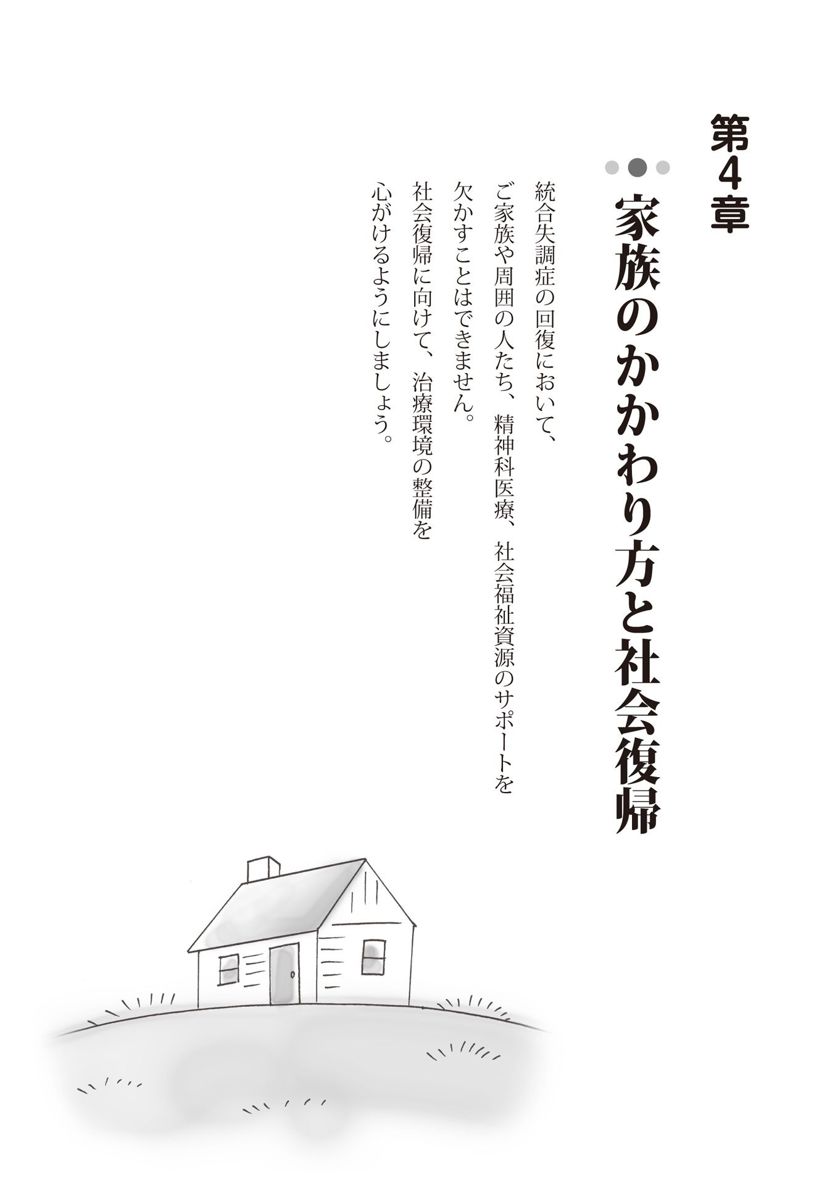 第4章
家族のかかわり方と社会復帰
統合失調症の回復において、
ご家族や周囲の人たち、精神科医療、社会福祉資源のサポートを
欠かすことはできません。
社会復帰に向けて、治療環境の整備を
心がけるようにしましょう。